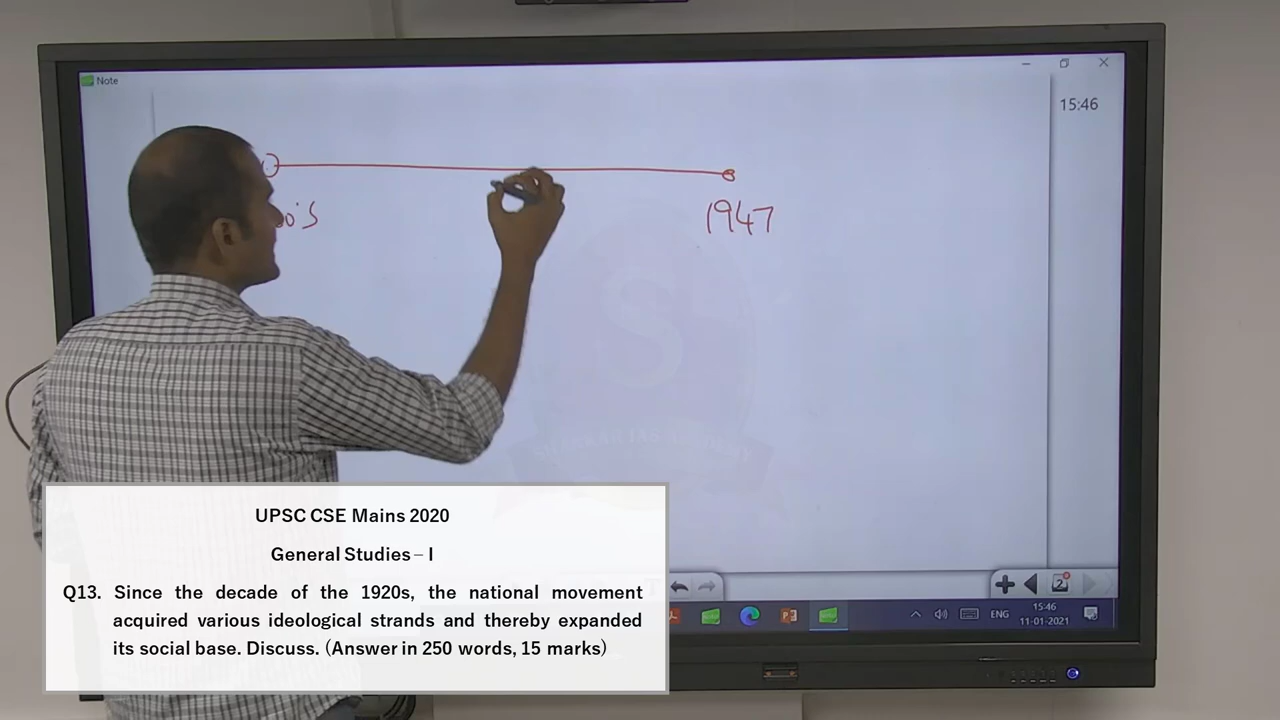 Note
15:46
00's
1947
2
ENG
15:46
11-01-2021
UPSC CSE Mains 2020
General Studies – I
Q13. Since the decade of the 1920s, the national movement
acquired various ideological strands and thereby expanded
its social base. Discuss. (Answer in 250 words, 15 marks)